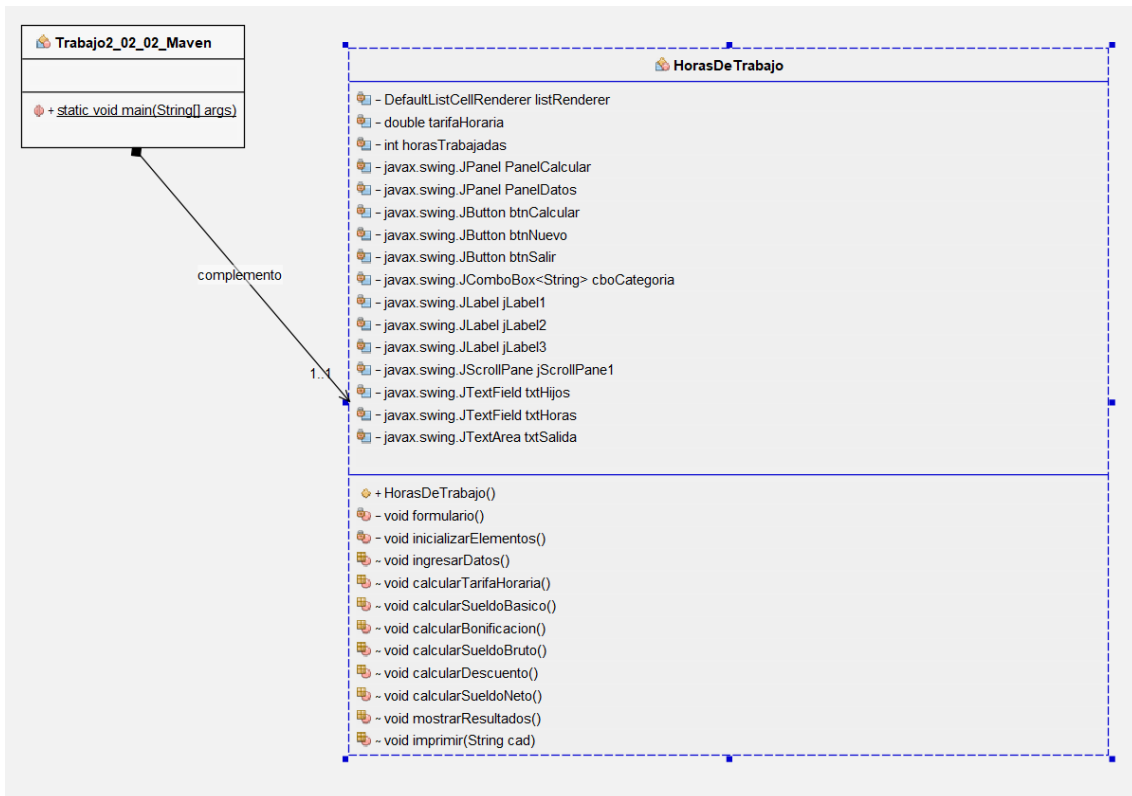 Trabajo2_02_02_Maven
+ static void main(String[] args)
complemento
1..1
HorasDeTrabajo
- DefaultListCellRenderer listRenderer
- double tarifaHoraria
- int horasTrabajadas
- javax.swing.JPanel PanelCalcular
- javax.swing.JPanel PanelDatos
- javax.swing.JButton btnCalcular
- javax.swing.JButton btnNuevo
- javax.swing.JButton btnSalir
- javax.swing.JComboBox<String> cboCategoria
- javax.swing.JLabel jLabel1
- javax.swing.JLabel jLabel2
- javax.swing.JLabel jLabel3
- javax.swing.JScrollPane jScrollPane1
- javax.swing.JTextField txtHijos
- javax.swing.JTextField txtHoras
- javax.swing.JTextArea txtSalida
+ HorasDeTrabajo()
- void formulario()
- void inicializarElementos()
~ void ingresarDatos()
~ void calcularTarifaHoraria()
~ void calcularSueldoBasico()
~ void calcularBonificacion()
~ void calcularSueldoBruto()
~ void calcularDescuento()
~ void calcularSueldoNeto()
~ void mostrarResultados()
~ void imprimir(String cad)